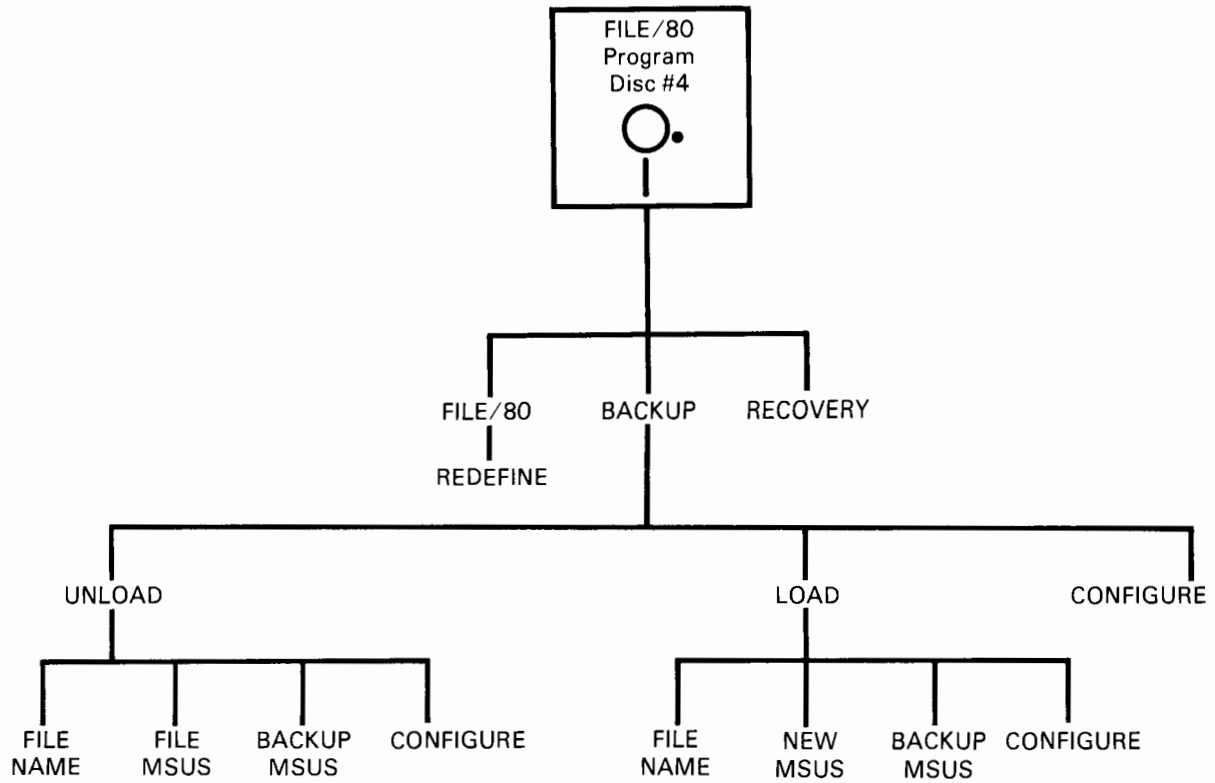 FILE/80
Program
Disc #4
FILE/80
BACKUP
RECOVERY
REDEFINE
UNLOAD
LOAD
CONFIGURE
FILE
NAME
FILE
MSUS
BACKUP
MSUS
CONFIGURE
FILE
NAME
NEW
MSUS
BACKUP
MSUS
CONFIGURE